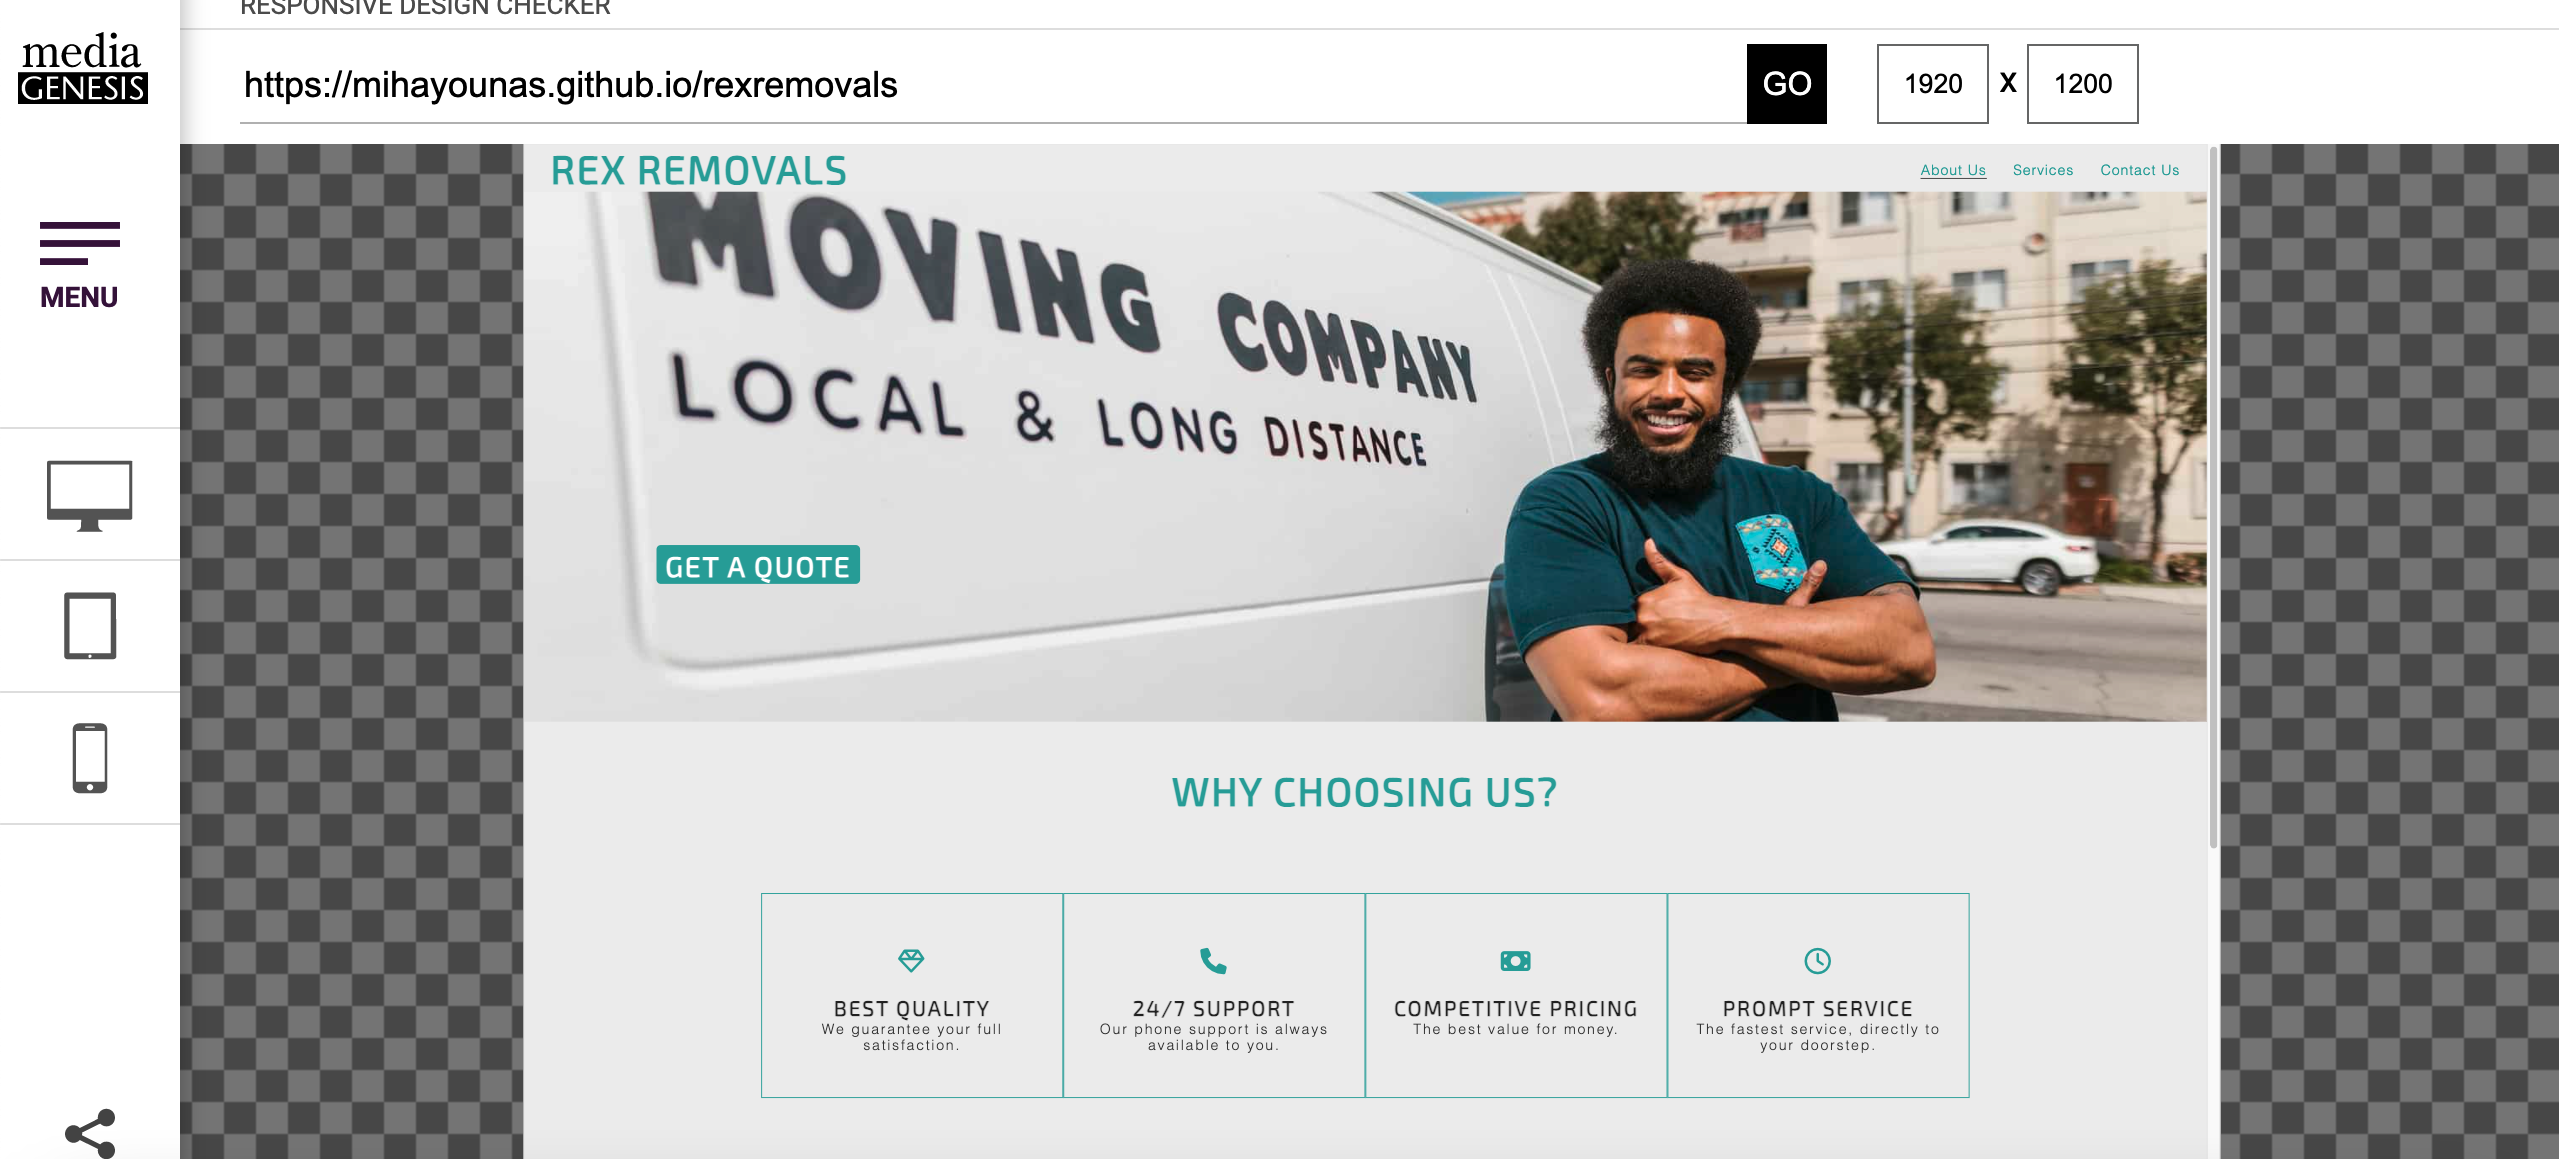 RESPONSIVE DESIGN CHECKER
media
GENESIS
https://mihayounas.github.io/rexremovals
GO
1920 X 1200
MENU
REX REMOVALS
About Us Services Contact Us
MOVING COMPANY
LOCAL & LONG DISTANCE
GET A QUOTE
WHY CHOOSING US?
BEST QUALITY
We guarantee your full
satisfaction.
24/7 SUPPORT
Our phone support is always
available to you.
COMPETITIVE PRICING
The best value for money.
PROMPT SERVICE
The fastest service, directly to
your doorstep.